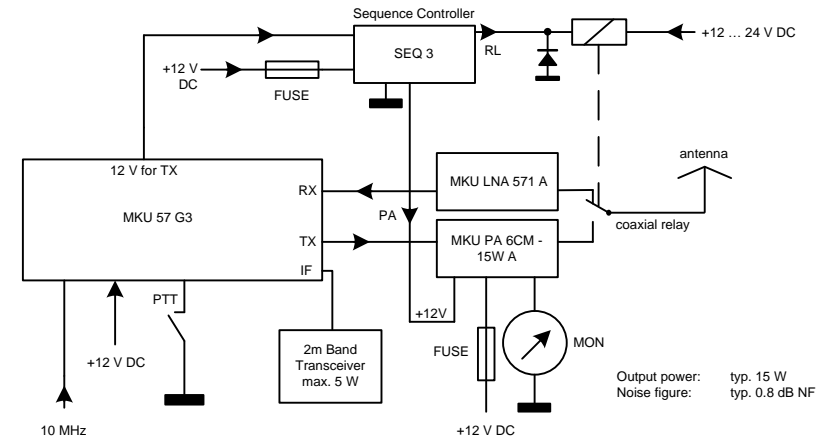 Sequence Controller
SEQ 3
RL
+12 ... 24 V DC
+12 V
DC
FUSE
12 V for TX
MKU 57 G3
RX
TX
IF
PA
MKU LNA 571 A
MKU PA 6CM -
15W A
antenna
coaxial relay
PTT
+12V
+12 V DC
2m Band
Transceiver
max. 5 W
FUSE
MON
Output power: typ. 15 W
Noise figure: typ. 0.8 dB NF
10 MHz
+12 V DC